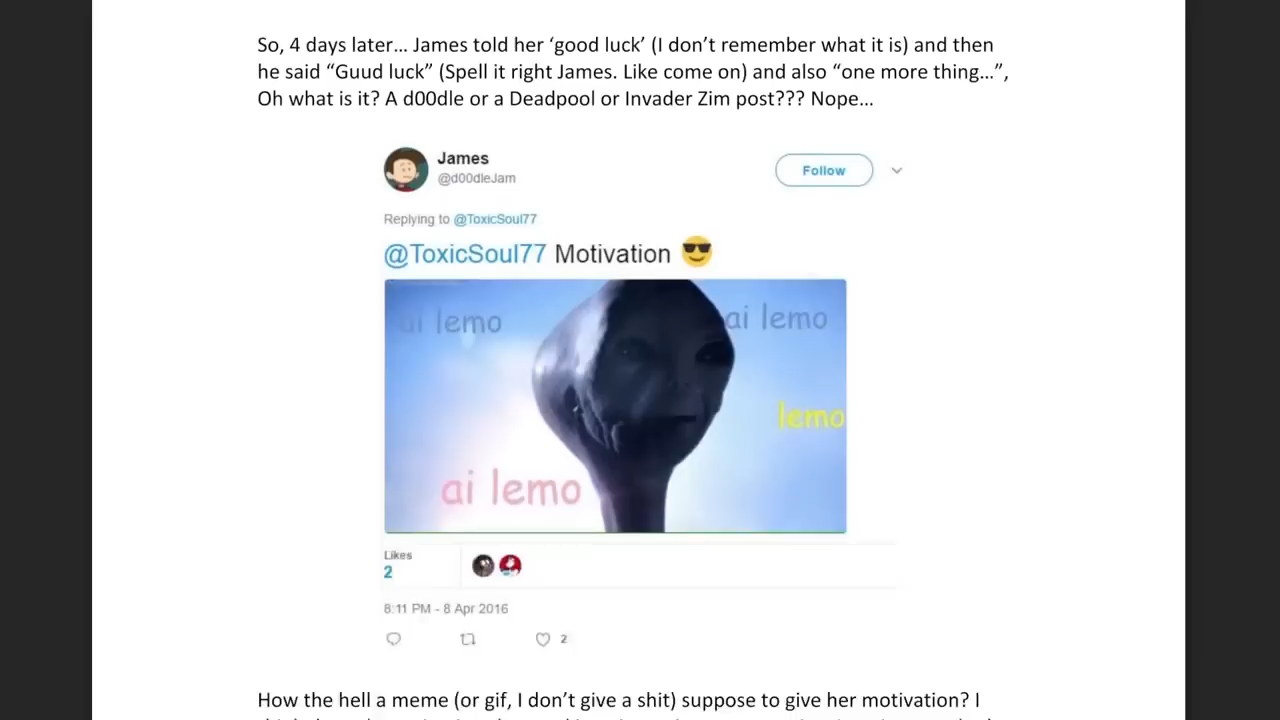 So, 4 days later… James told her ‘good luck’ (I don’t remember what it is) and then
he said “Guud luck” (Spell it right James. Like come on) and also “one more thing…”,
Oh what is it? A d00dle or a Deadpool or Invader Zim post??? Nope…
James
@d00dleJam
Follow
Replying to @ToxicSoul77
@ToxicSoul77 Motivation 😎
ai lemo
ai lemo
lemo
ai lemo
Likes
2
8:11 PM - 8 Apr 2016
2
How the hell a meme (or gif, I don’t give a shit) suppose to give her motivation? I